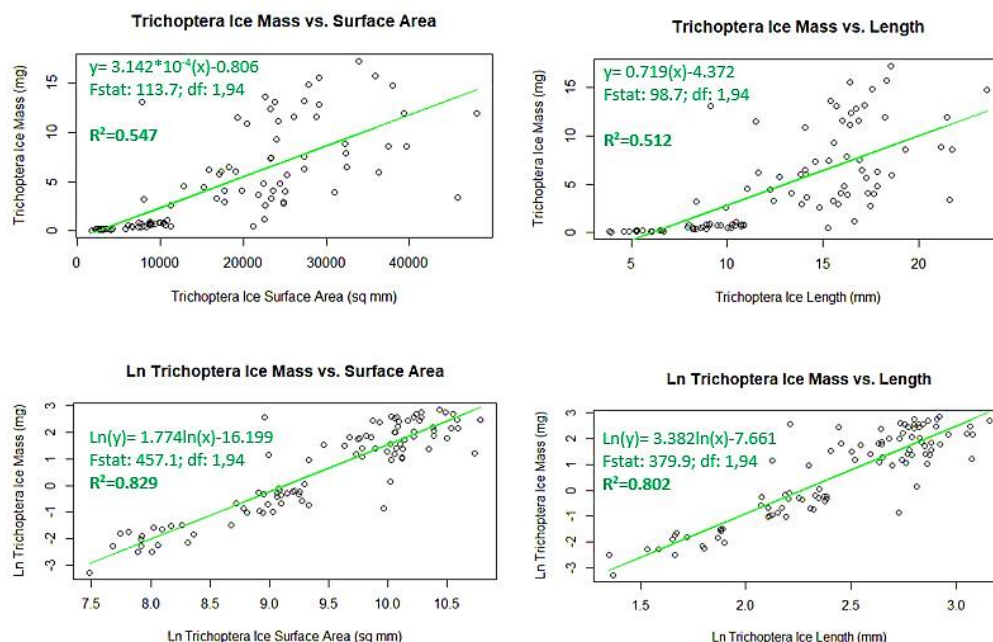 Trichoptera Ice Mass vs. Surface Area
y= 3.142*10⁻⁴(x)-0.806
Fstat: 113.7; df: 1,94
R²=0.547
Trichoptera Ice Mass (mg)
15
10
5
0
10000 20000 30000 40000
Trichoptera Ice Surface Area (sq mm)
Trichoptera Ice Mass vs. Length
y= 0.719(x)-4.372
Fstat: 98.7; df: 1,94
R²=0.512
Trichoptera Ice Mass (mg)
15
10
5
0
5 10 15 20
Trichoptera Ice Length (mm)
Ln Trichoptera Ice Mass vs. Surface Area
Ln(y)= 1.774ln(x)-16.199
Fstat: 457.1; df: 1,94
R²=0.829
Ln Trichoptera Ice Mass (mg)
3
2
1
0
-1
-3
7.5 8.0 8.5 9.0 9.5 10.0 10.5
Ln Trichoptera Ice Surface Area (sq mm)
Ln Trichoptera Ice Mass vs. Length
Ln(y)= 3.382ln(x)-7.661
Fstat: 379.9; df: 1,94
R²=0.802
Ln Trichoptera Ice Mass (mg)
3
2
1
0
-1
-3
1.5 2.0 2.5 3.0
Ln Trichoptera Ice Length (mm)